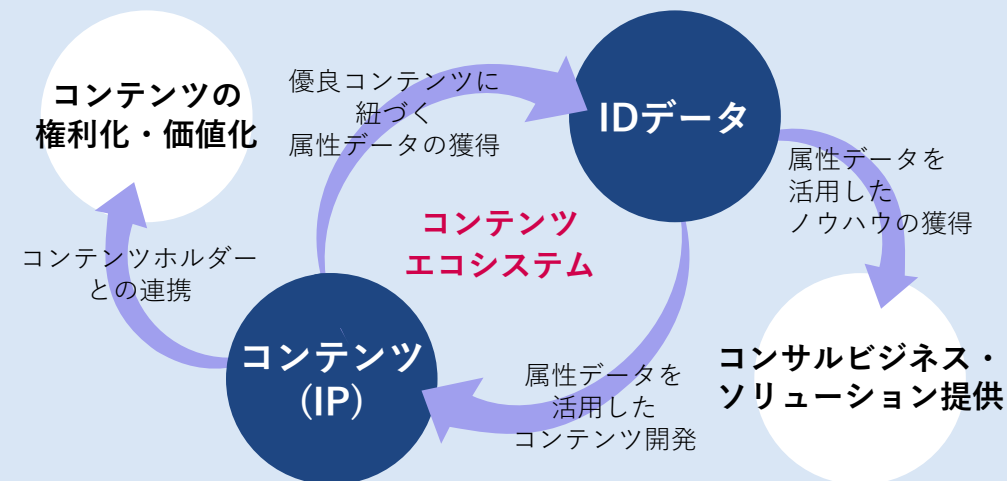 コンテンツの
権利化・価値化
優良コンテンツに
紐づく
属性データの獲得
IDデータ
属性データを
活用した
ノウハウの獲得
コンテンツ
エコシステム
コンテンツホルダー
との連携
コンテンツ
(IP)
属性データを
活用した
コンテンツ開発
コンサルビジネス・
ソリューション提供